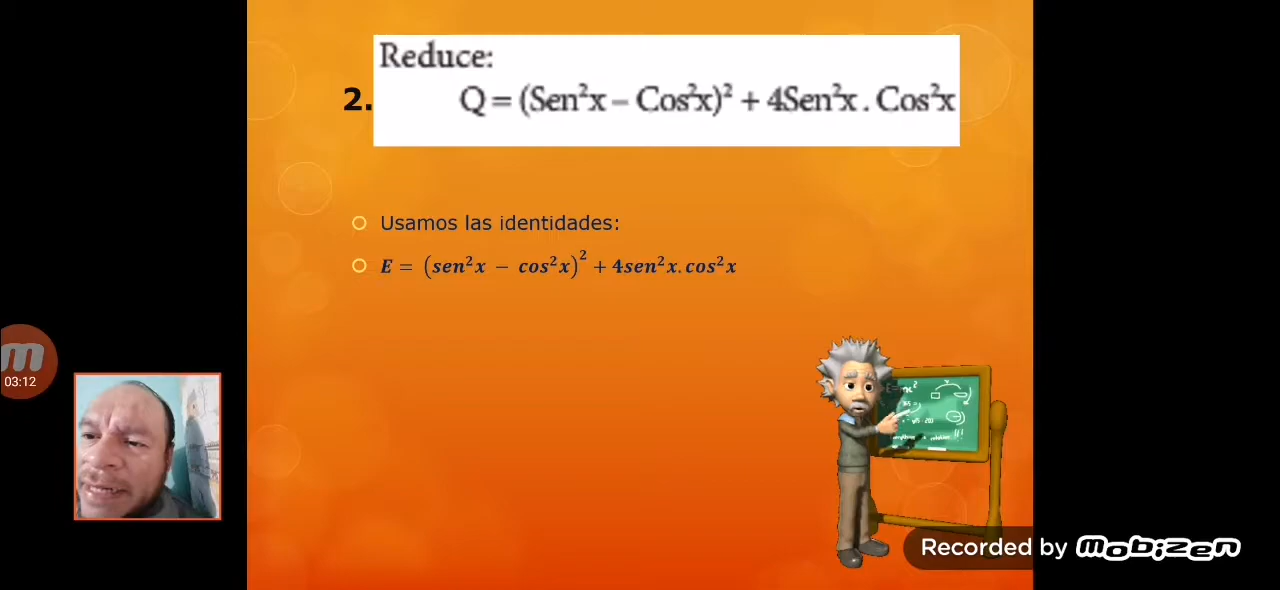 Reduce:
2. Q = (Sen²x – Cos²x)² + 4Sen²x . Cos²x
Usamos las identidades:
E = (sen²x − cos²x)² + 4sen²x. cos²x
03:12
Recorded by mobizen